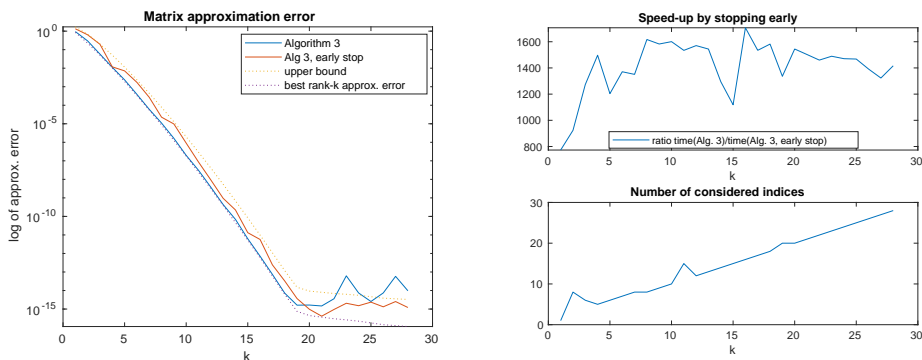 Matrix approximation error
log of approx. error
10^0
10^-5
10^-10
10^-15
Algorithm 3
Alg 3, early stop
upper bound
best rank-k approx. error
0 5 10 15 20 25 30
k
Speed-up by stopping early
1600
1400
1200
1000
800
ratio time(Alg. 3)/time(Alg. 3, early stop)
0 5 10 15 20 25 30
k
Number of considered indices
30
20
10
0
0 5 10 15 20 25 30
k